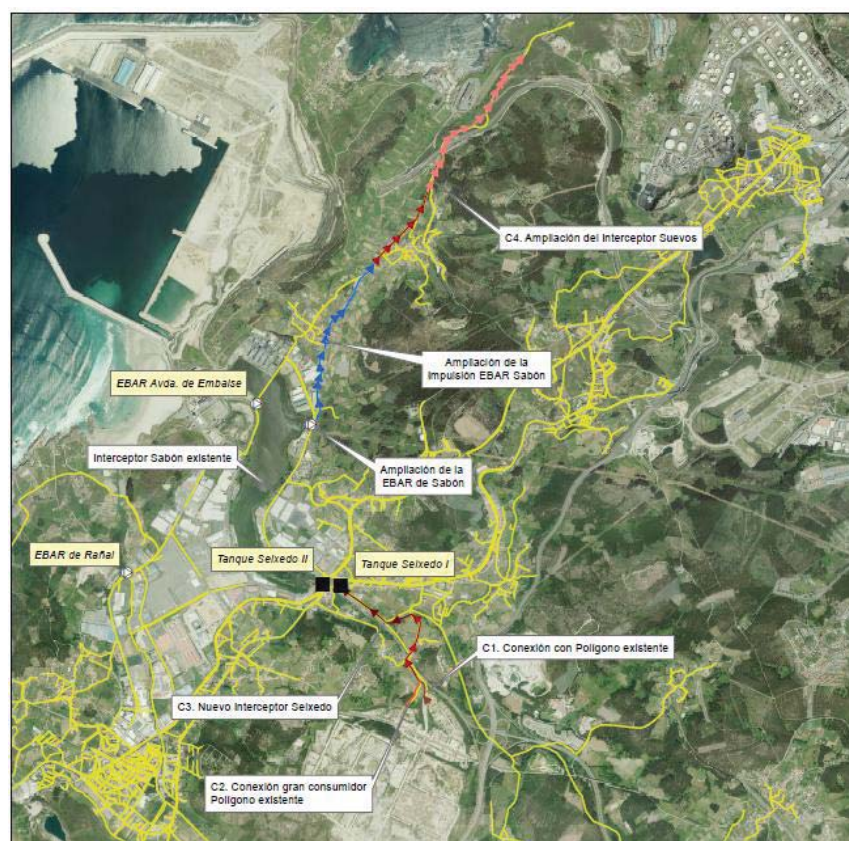 C4. Ampliación del Interceptor Suevos
Ampliación de la
Impulsión EBAR Sabón
EBAR Avda. de Embalse
Interceptor Sabón existente
Ampliación de la
EBAR de Sabón
EBAR de Rañal
Tanque Seixedo II
Tanque Seixedo I
C1. Conexión con Polígono existente
C3. Nuevo Interceptor Seixedo
C2. Conexión gran consumidor
Polígono existente